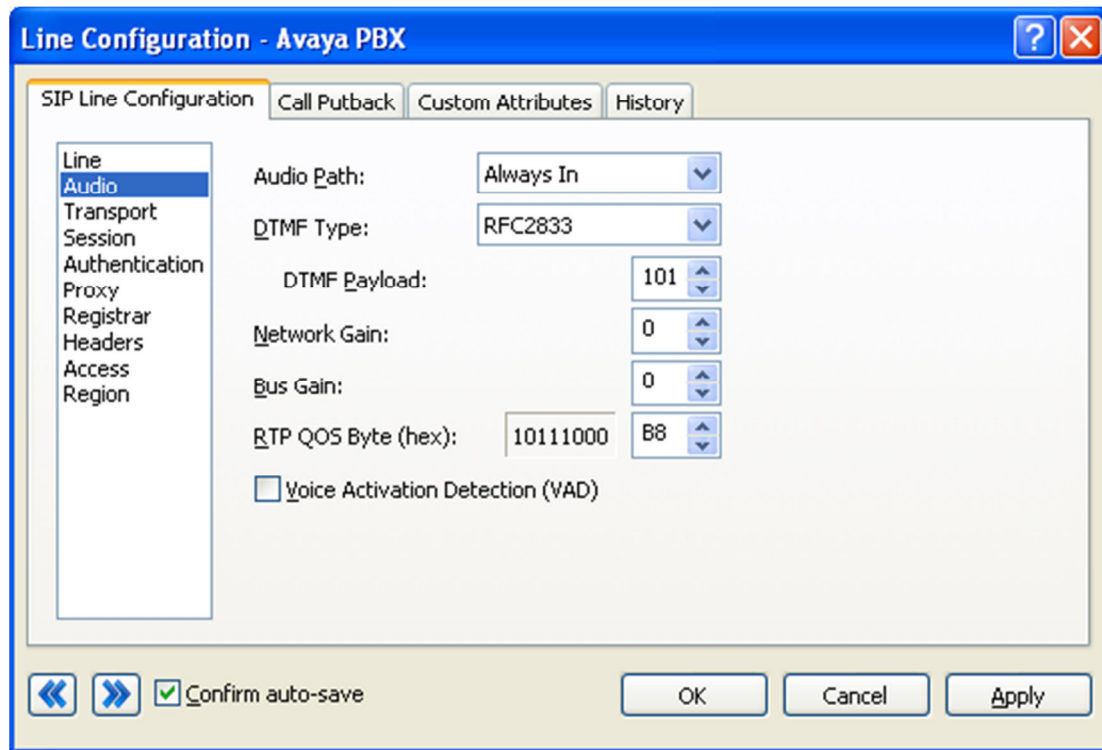 Line Configuration - Avaya PBX
?
SIP Line Configuration
Call Putback
Custom Attributes
History
Line
Audio
Transport
Session
Authentication
Proxy
Registrar
Headers
Access
Region
Audio Path: Always In
DTMF Type: RFC2833
DTMF Payload: 101
Network Gain: 0
Bus Gain: 0
RTP QOS Byte (hex): 10111000 B8
Voice Activation Detection (VAD)
Confirm auto-save
OK
Cancel
Apply